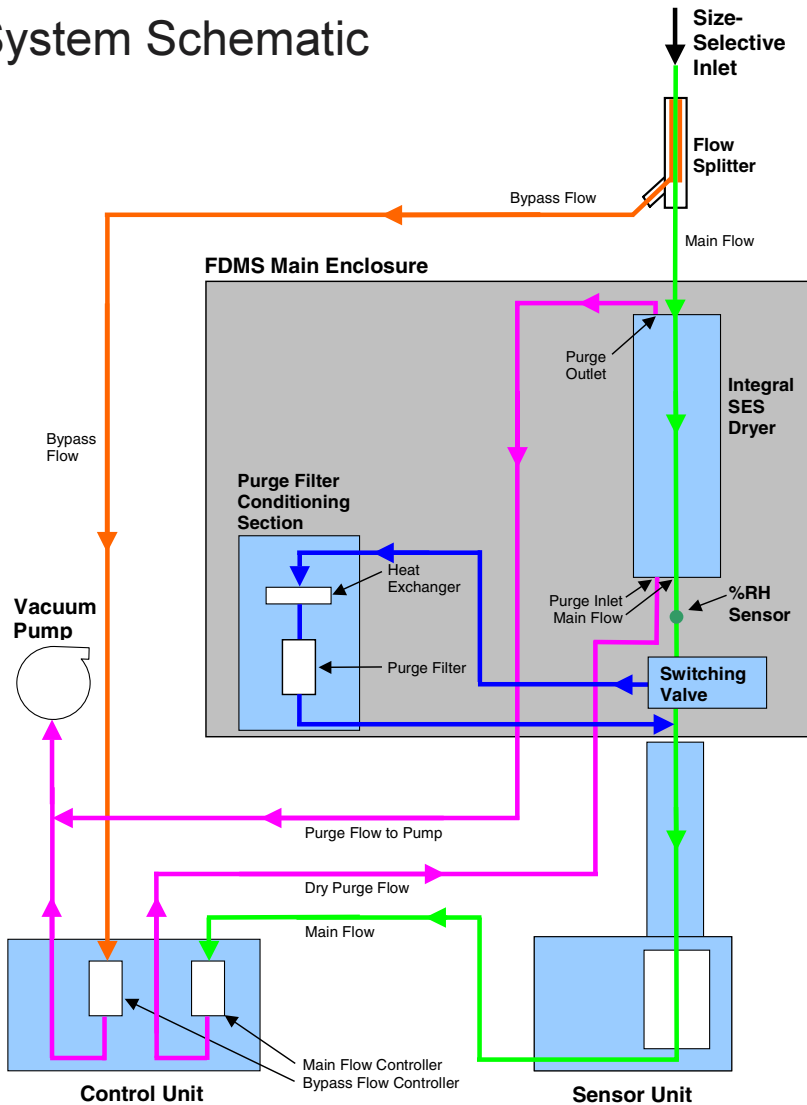 System Schematic
Size-
Selective
Inlet
Flow
Splitter
Bypass Flow
Main Flow
FDMS Main Enclosure
Purge
Outlet
Integral
SES
Dryer
Bypass
Flow
Purge Filter
Conditioning
Section
Heat
Exchanger
Purge Inlet
Main Flow
%RH
Sensor
Vacuum
Pump
Purge Filter
Switching
Valve
Purge Flow to Pump
Dry Purge Flow
Main Flow
Main Flow Controller
Bypass Flow Controller
Control Unit
Sensor Unit